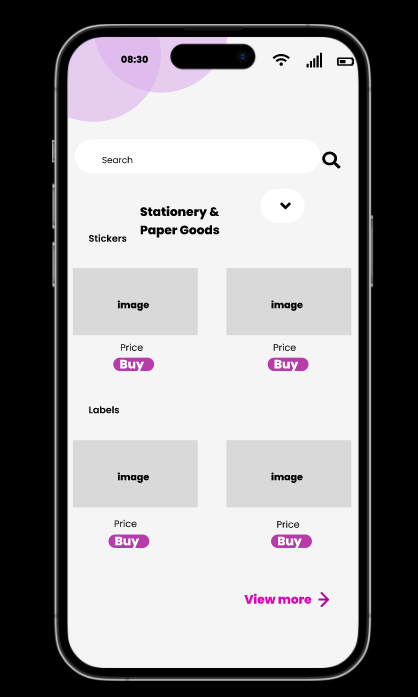 08:30
Search
Stationery &
Paper Goods
Stickers
image image
Price Price
Buy Buy
Labels
image image
Price Price
Buy Buy
View more